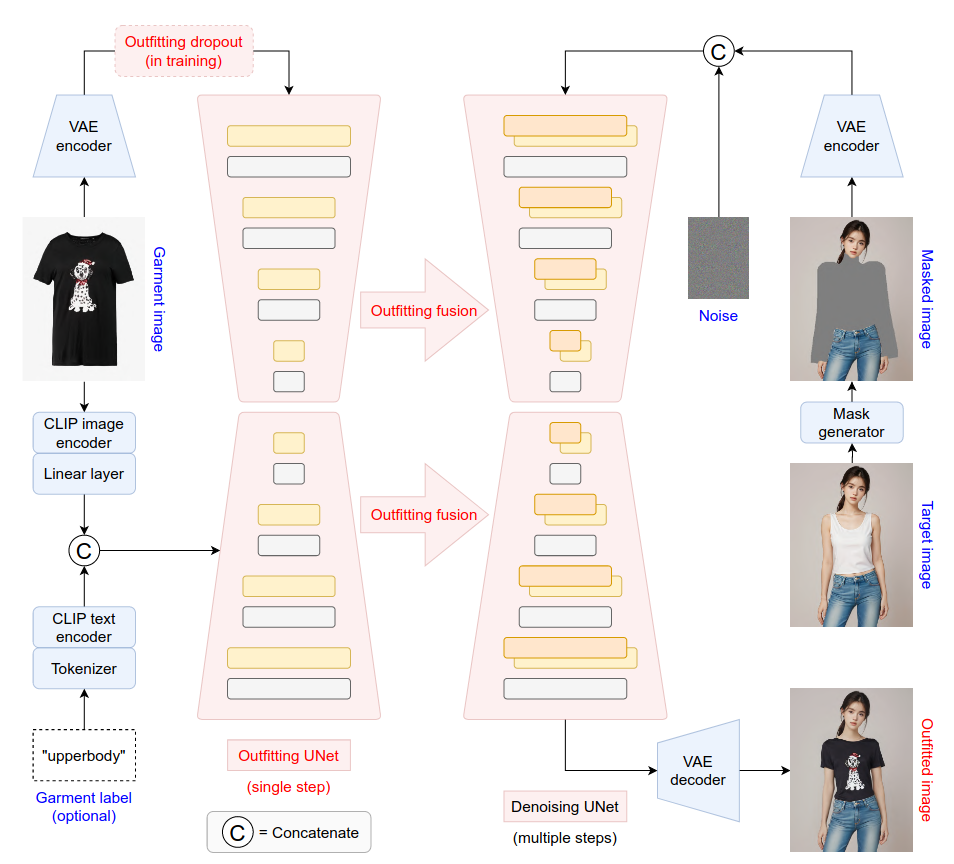 Outfitting dropout
(in training)
C
VAE
encoder
VAE
encoder
Garment image
Outfitting fusion
Noise
Masked image
CLIP image
encoder
Linear layer
Mask
generator
C
Outfitting fusion
Target image
CLIP text
encoder
Tokenizer
"upperbody"
Garment label
(optional)
Outfitting UNet
(single step)
C = Concatenate
Denoising UNet
(multiple steps)
VAE
decoder
Outfitted image